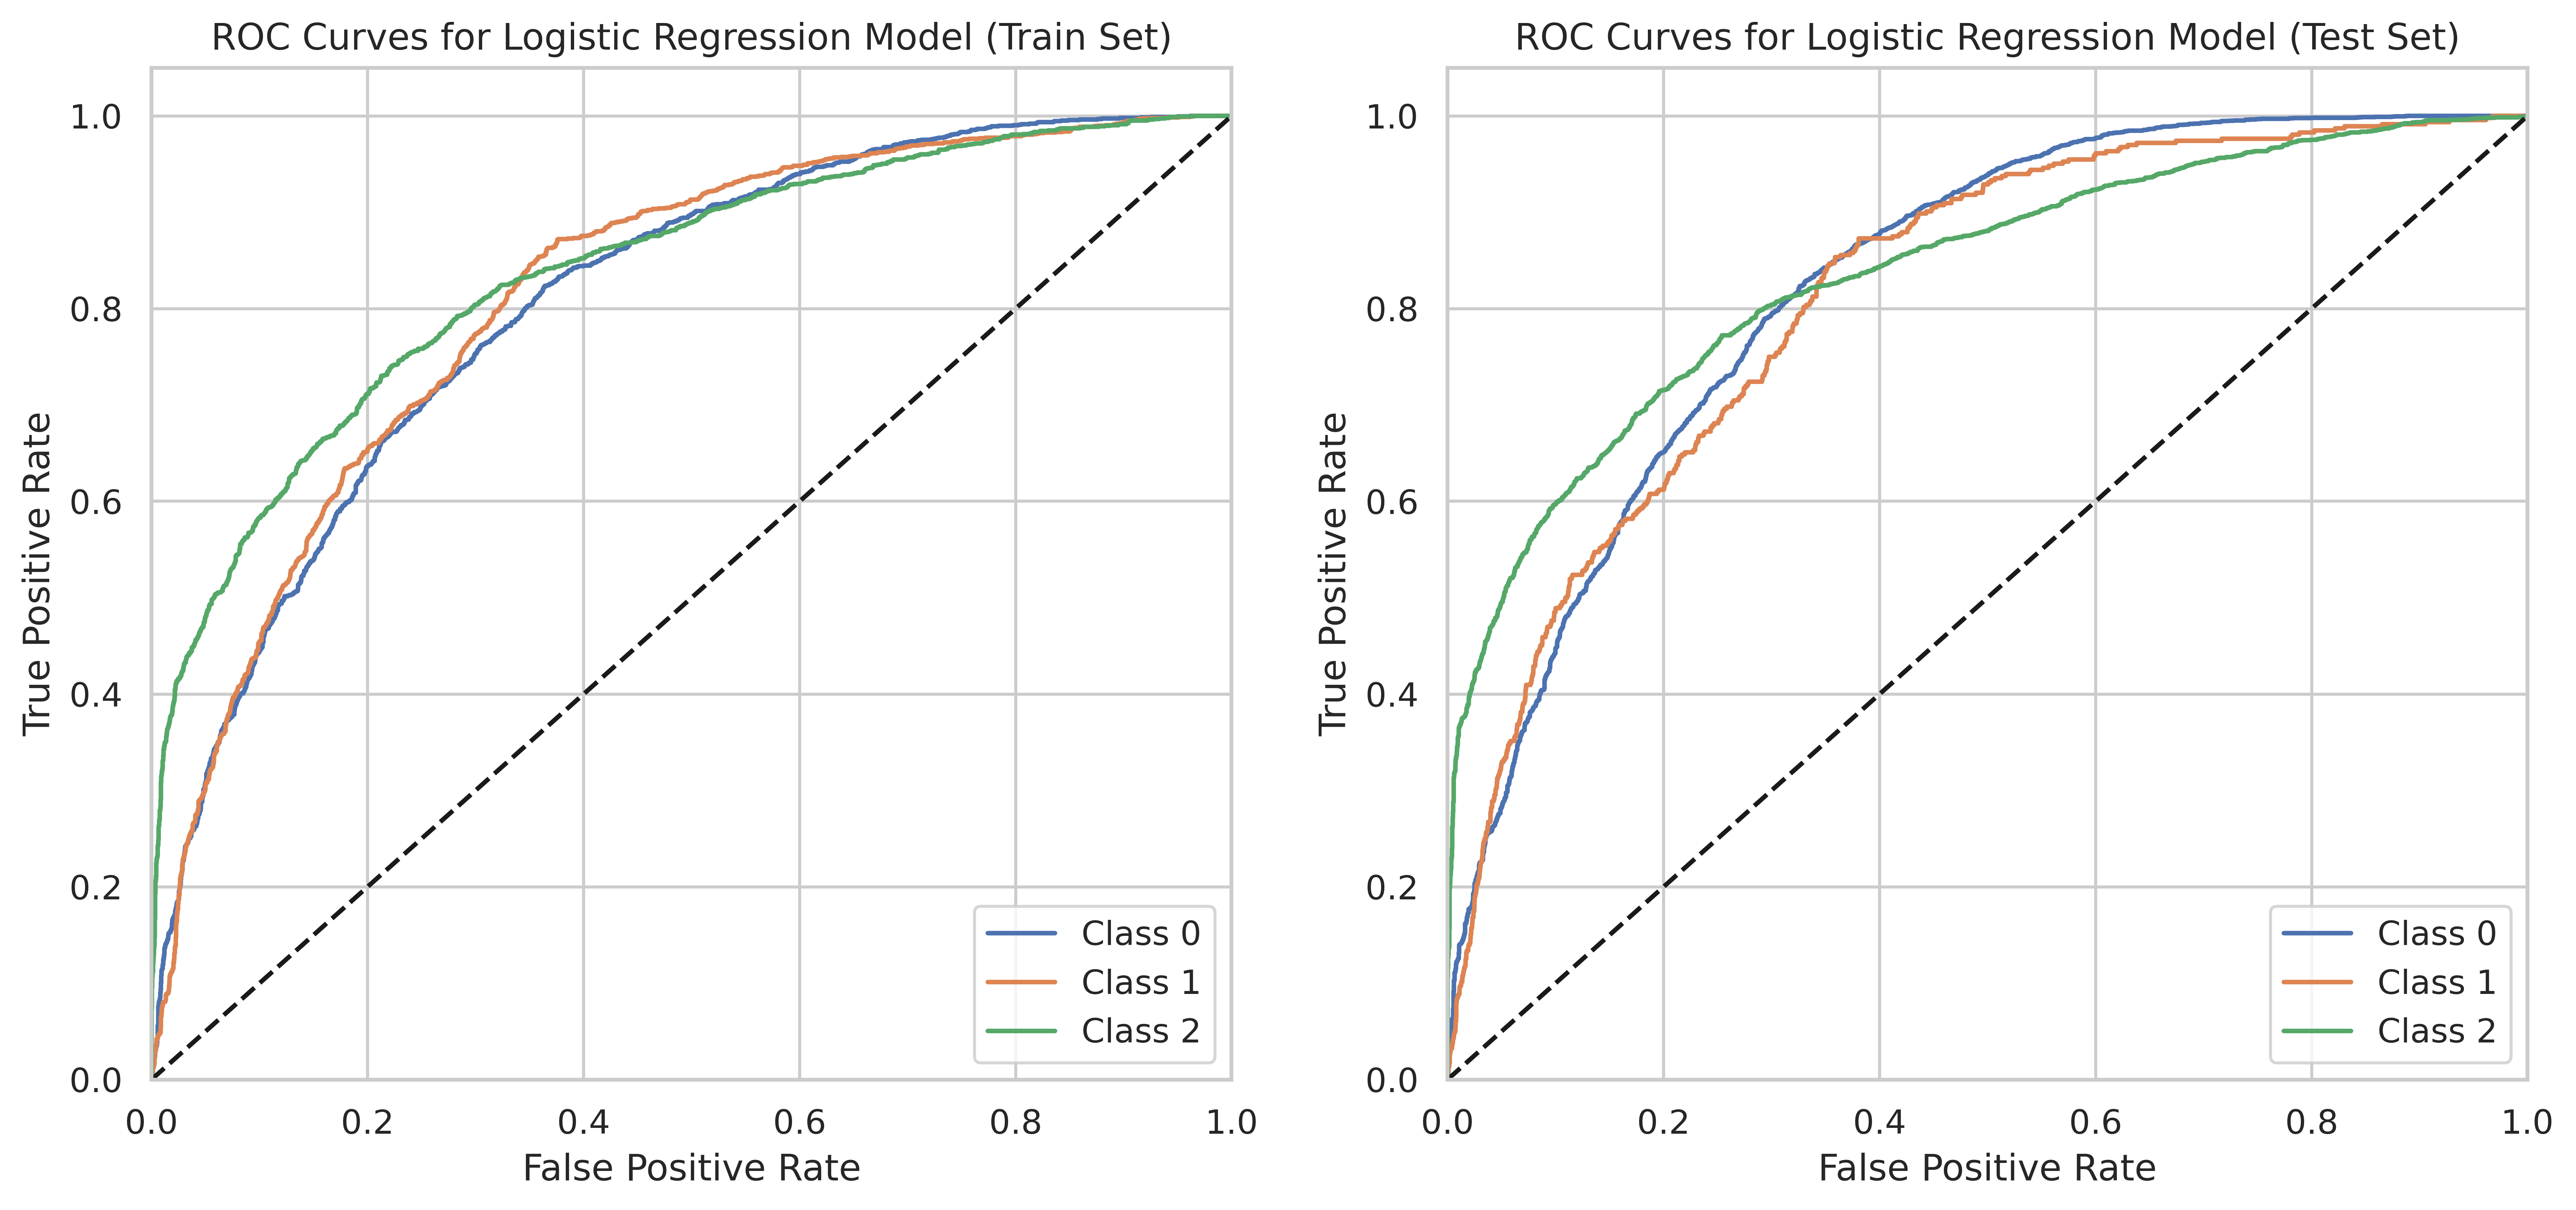 ROC Curves for Logistic Regression Model (Train Set)
True Positive Rate
1.0
0.8
0.6
0.4
0.2
0.0
0.0 0.2 0.4 0.6 0.8 1.0
False Positive Rate
Class 0
Class 1
Class 2
ROC Curves for Logistic Regression Model (Test Set)
True Positive Rate
1.0
0.8
0.6
0.4
0.2
0.0
0.0 0.2 0.4 0.6 0.8 1.0
False Positive Rate
Class 0
Class 1
Class 2